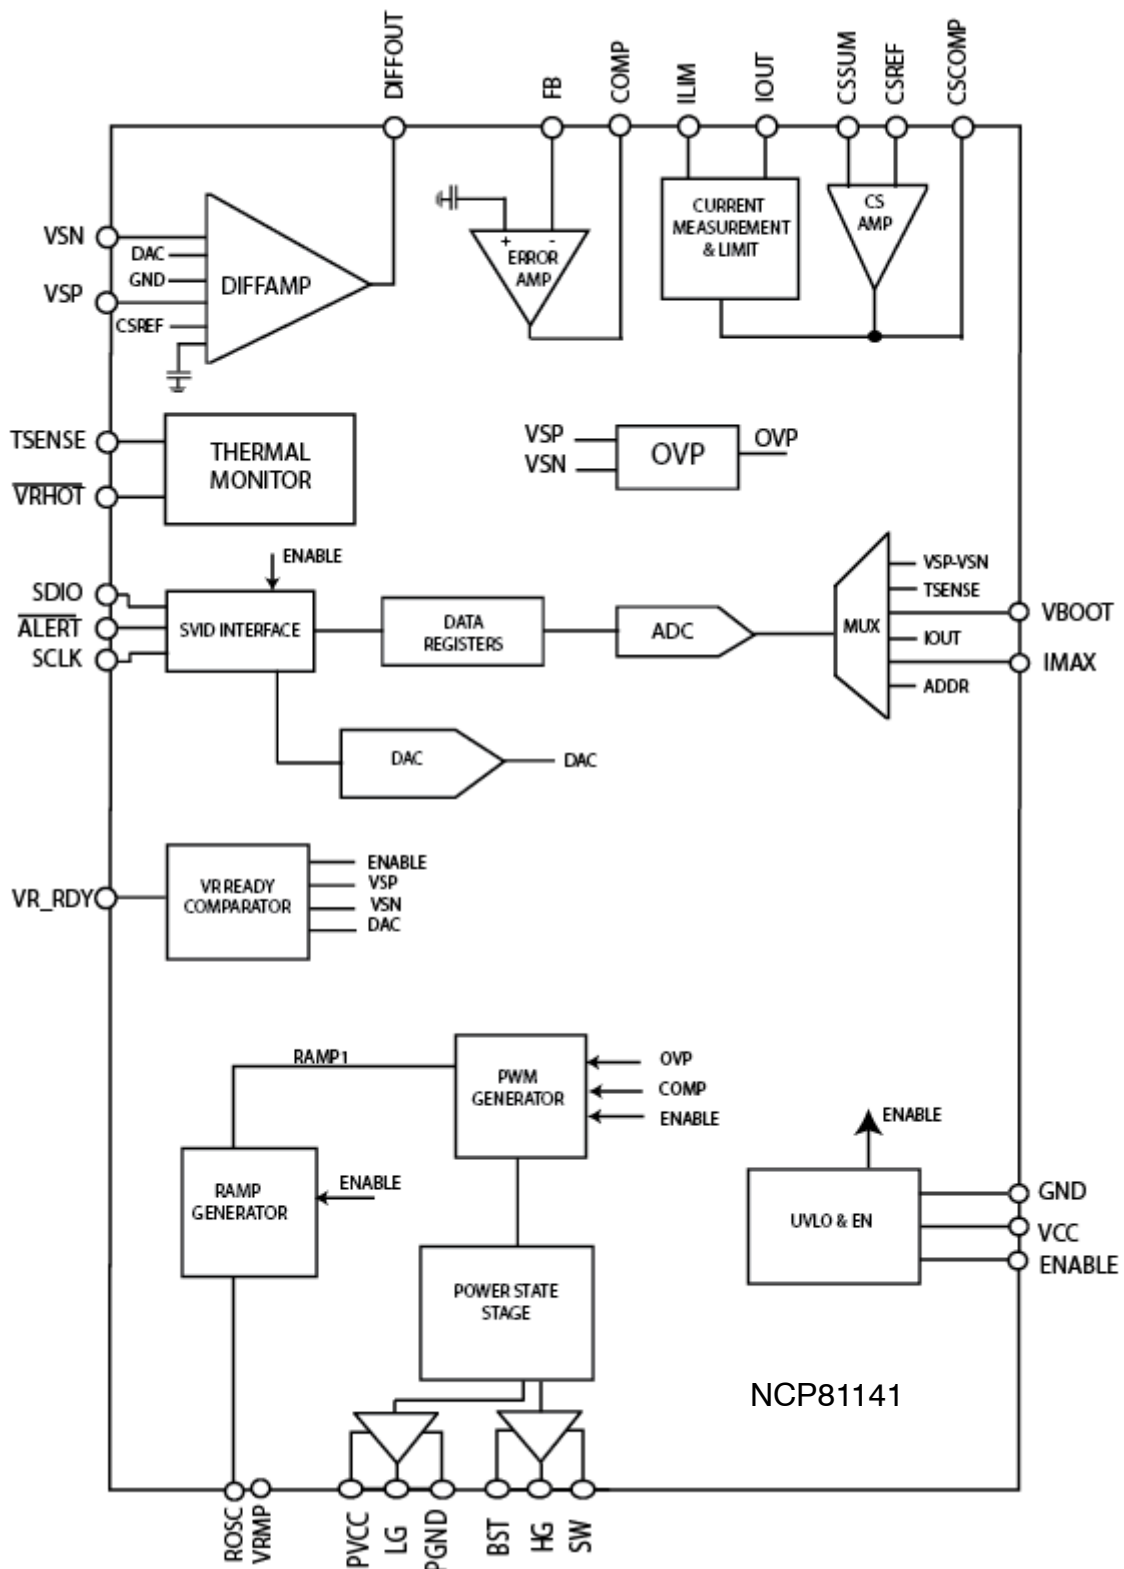 DIFFOUT
FB
COMP
ILIM
IOUT
CSSUM
CSREF
CSCOMP
VSN
DAC
GND
VSP
CSREF
DIFFAMP
+ -
ERROR
AMP
CURRENT
MEASUREMENT
& LIMIT
CS
AMP
TSENSE
VRHOT
THERMAL
MONITOR
VSP
VSN
OVP
OVP
ENABLE
SDIO
ALERT
SCLK
SVID INTERFACE
DATA
REGISTERS
ADC
MUX
VSP-VSN
TSENSE
IOUT
ADDR
VBOOT
IMAX
DAC
DAC
VR_RDY
VR READY
COMPARATOR
ENABLE
VSP
VSN
DAC
RAMP1
PWM
GENERATOR
OVP
COMP
ENABLE
RAMP
GENERATOR
ENABLE
ENABLE
UVLO & EN
GND
VCC
ENABLE
POWER STATE
STAGE
NCP81141
ROSC
VRMP
PVCC
LG
PGND
BST
HG
SW